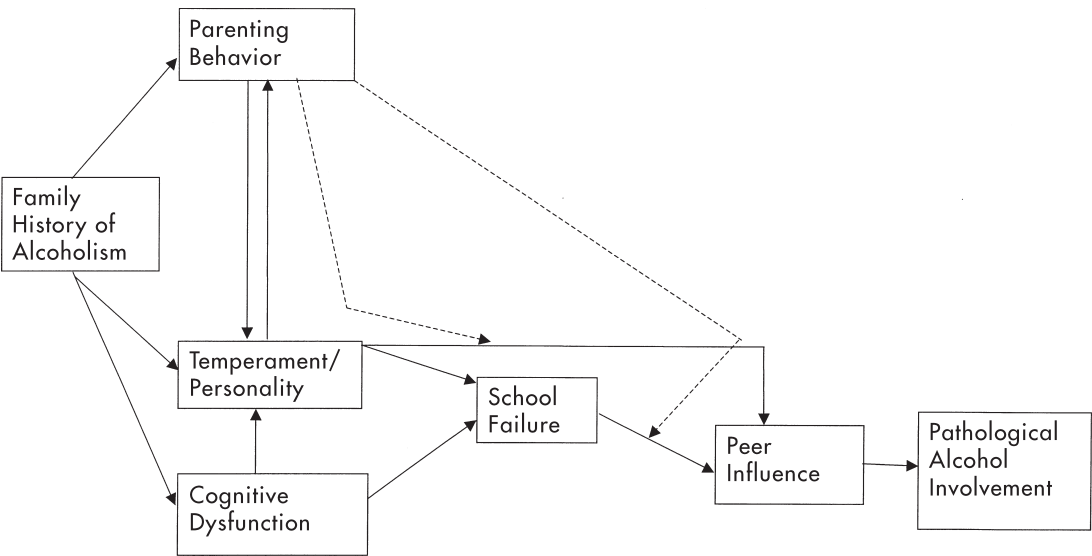 Parenting
Behavior
Family
History of
Alcoholism
Temperament/
Personality
School
Failure
Cognitive
Dysfunction
Peer
Influence
Pathological
Alcohol
Involvement